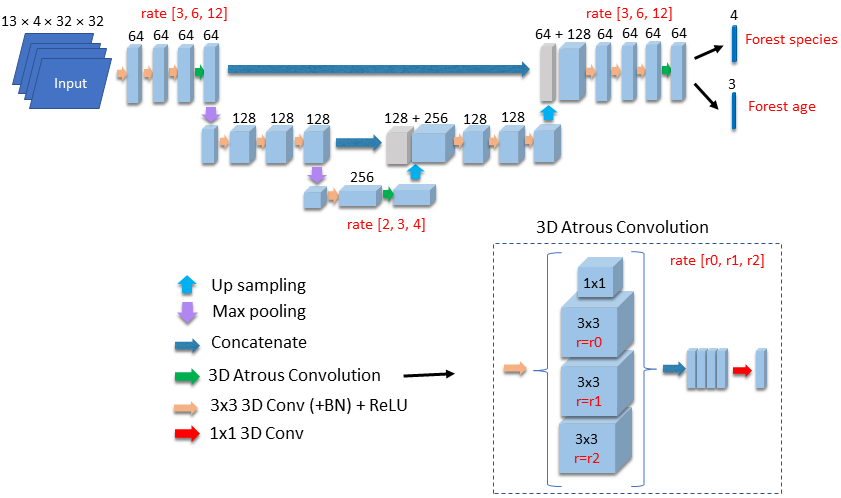 13 × 4 × 32 × 32
rate [3, 6, 12]
64 64 64 64
Input
64 + 128 64 64 64
rate [3, 6, 12]
4
Forest species
3
Forest age
128 128 128
128 + 256 128 128
256
rate [2, 3, 4]
3D Atrous Convolution
rate [r0, r1, r2]
1x1
3x3
r=r0
3x3
r=r1
3x3
r=r2
Up sampling
Max pooling
Concatenate
3D Atrous Convolution
3x3 3D Conv (+BN) + ReLU
1x1 3D Conv